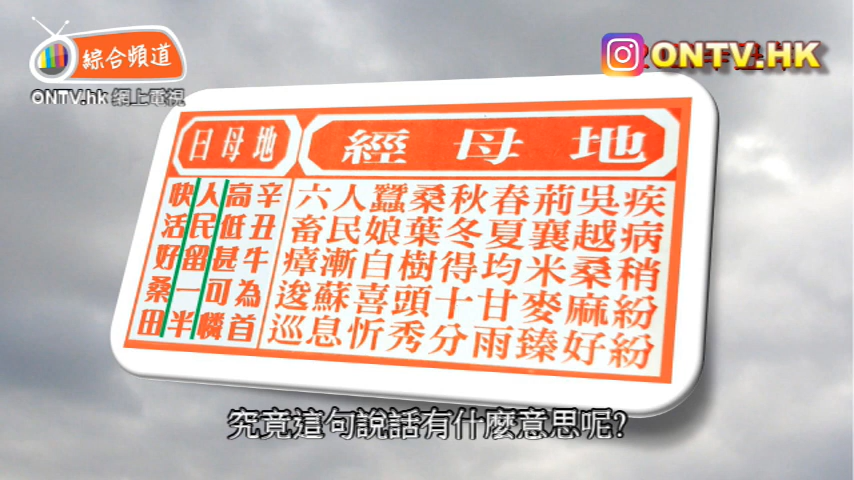 綜合頻道
ONTV.hk 網上電視
ONTV.HK
地母經
疾病稍紛紛
吳越桑麻好
荊襄米麥臻
春夏均甘雨
秋冬得十分
桑葉樹頭秀
蠶娘白喜忻
人民漸蘇息
六畜瘴逡巡
地母曰
辛丑牛為首
高低甚可憐
人民留一半
快活好桑田
究竟這句說話有什麼意思呢?